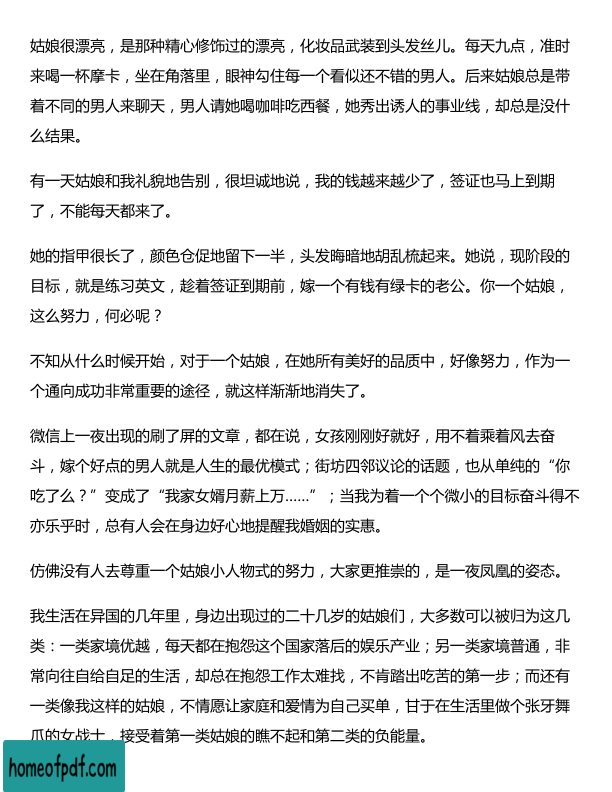 姑娘很漂亮，是那种精心修饰过的漂亮，化妆品武装到头发丝儿。每天九点，准时
来喝一杯摩卡，坐在角落里，眼神勾住每一个看似还不错的男人。后来姑娘总是带
着不同的男人来聊天，男人请她喝咖啡吃西餐，她秀出诱人的事业线，却总是没什
么结果。
有一天姑娘和我礼貌地告别，很坦诚地说，我的钱越来越少了，签证也马上到期
了，不能每天都来了。
她的指甲很长了，颜色仓促地留下一半，头发晦暗地胡乱梳起来。她说，现阶段的
目标，就是练习英文，趁着签证到期前，嫁一个有钱有绿卡的老公。你一个姑娘，
这么努力，何必呢？
不知从什么时候开始，对于一个姑娘，在她所有美好的品质中，好像努力，作为一
个通向成功非常重要的途径，就这样渐渐地消失了。
微信上一夜出现的刷了屏的文章，都在说，女孩刚刚好就好，用不着乘着风去奋
斗，嫁个好点的男人就是人生的最优模式；街坊四邻议论的话题，也从单纯的“你
吃了么？”变成了“我家女婿月薪上万……”；当我为着一个个微小的目标奋斗得不
亦乐乎时，总有人会在身边好心地提醒我婚姻的实惠。
仿佛没有人去尊重一个姑娘小人物式的努力，大家更推崇的，是一夜凤凰的姿态。
我生活在异国的几年里，身边出现过的二十几岁的姑娘们，大多数可以被归为这几
类：一类家境优越，每天都在抱怨这个国家落后的娱乐产业；另一类家境普通，非
常向往自给自足的生活，却总在抱怨工作太难找，不肯踏出吃苦的第一步；而还有
一类像我这样的姑娘，不情愿让家庭和爱情为自己买单，甘于在生活里做个张牙舞
爪的女战士，接受着第一类姑娘的瞧不起和第二类的负能量。
homeofpdf.com